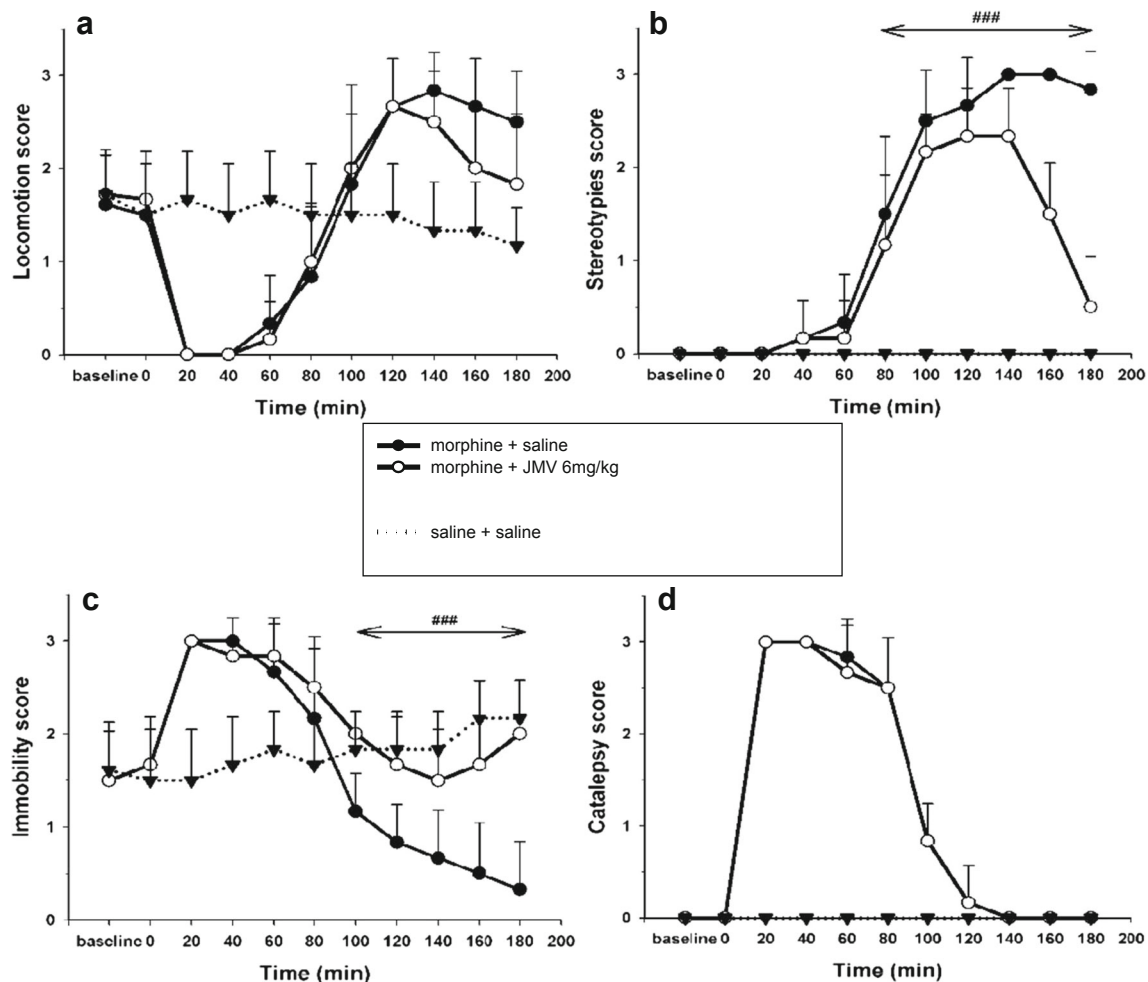 a
Locomotion score
3
2
1
0
baseline 0 20 40 60 80 100 120 140 160 180 200
Time (min)
b
###
Stereotypies score
3
2
1
0
baseline 0 20 40 60 80 100 120 140 160 180 200
Time (min)
morphine + saline
morphine + JMV 6mg/kg
saline + saline
c
###
Immobility score
3
2
1
0
baseline 0 20 40 60 80 100 120 140 160 180 200
Time (min)
d
Catalepsy score
3
2
1
0
baseline 0 20 40 60 80 100 120 140 160 180 200
Time (min)